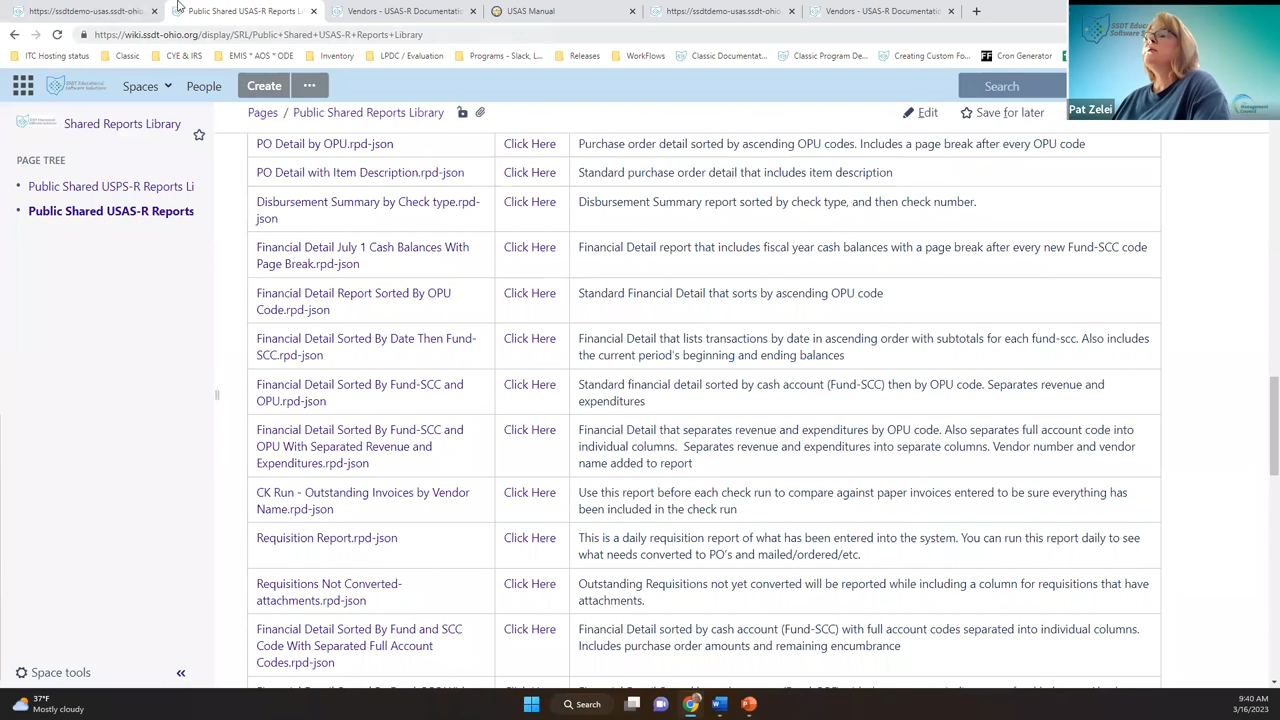 https://ssdtdemo-usas.ssdt-ohio. × Public Shared USAS-R Reports Li × Vendors - USAS-R Documentatio × USAS Manual × https://ssdtdemo-usas.ssdt-ohio. × Vendors - USAS-R Documentati × +
https://wiki.ssdt-ohio.org/display/SRL/Public+Shared+USAS-R+Reports+Library
ITC Hosting status Classic CYE & IRS EMIS * AOS * ODE Inventory LPDC / Evaluation Programs - Slack, L... Releases WorkFlows Classic Documentat... Classic Program De... Creating Custom Fo... FF Cron Generator
Spaces People Create ••• Search
Pat Zelei
Shared Reports Library
PAGE TREE
Public Shared USPS-R Reports Li
Public Shared USAS-R Reports
Pages / Public Shared Reports Library Edit Save for later
PO Detail by OPU.rpd-json Click Here Purchase order detail sorted by ascending OPU codes. Includes a page break after every OPU code
PO Detail with Item Description.rpd-json Click Here Standard purchase order detail that includes item description
Disbursement Summary by Check type.rpd- Click Here Disbursement Summary report sorted by check type, and then check number.
json
Financial Detail July 1 Cash Balances With Click Here Financial Detail report that includes fiscal year cash balances with a page break after every new Fund-SCC code
Page Break.rpd-json
Financial Detail Report Sorted By OPU Click Here Standard Financial Detail that sorts by ascending OPU code
Code.rpd-json
Financial Detail Sorted By Date Then Fund- Click Here Financial Detail that lists transactions by date in ascending order with subtotals for each fund-scc. Also includes
SCC.rpd-json the current period's beginning and ending balances
Financial Detail Sorted By Fund-SCC and Click Here Standard financial detail sorted by cash account (Fund-SCC) then by OPU code. Separates revenue and
OPU.rpd-json expenditures
Financial Detail Sorted By Fund-SCC and Click Here Financial Detail that separates revenue and expenditures by OPU code. Also separates full account code into
OPU With Separated Revenue and individual columns. Separates revenue and expenditures into separate columns. Vendor number and vendor
Expenditures.rpd-json name added to report
CK Run - Outstanding Invoices by Vendor Click Here Use this report before each check run to compare against paper invoices entered to be sure everything has
Name.rpd-json been included in the check run
Requisition Report.rpd-json Click Here This is a daily requisition report of what has been entered into the system. You can run this report daily to see
what needs converted to PO's and mailed/ordered/etc.
Requisitions Not Converted- Click Here Outstanding Requisitions not yet converted will be reported while including a column for requisitions that have
attachments.rpd-json attachments.
Financial Detail Sorted By Fund and SCC Click Here Financial Detail sorted by cash account (Fund-SCC) with full account codes separated into individual columns.
Code With Separated Full Account Includes purchase order amounts and remaining encumbrance
Codes.rpd-json
Space tools «
37°F
Mostly cloudy
Search
9:40 AM
3/16/2023